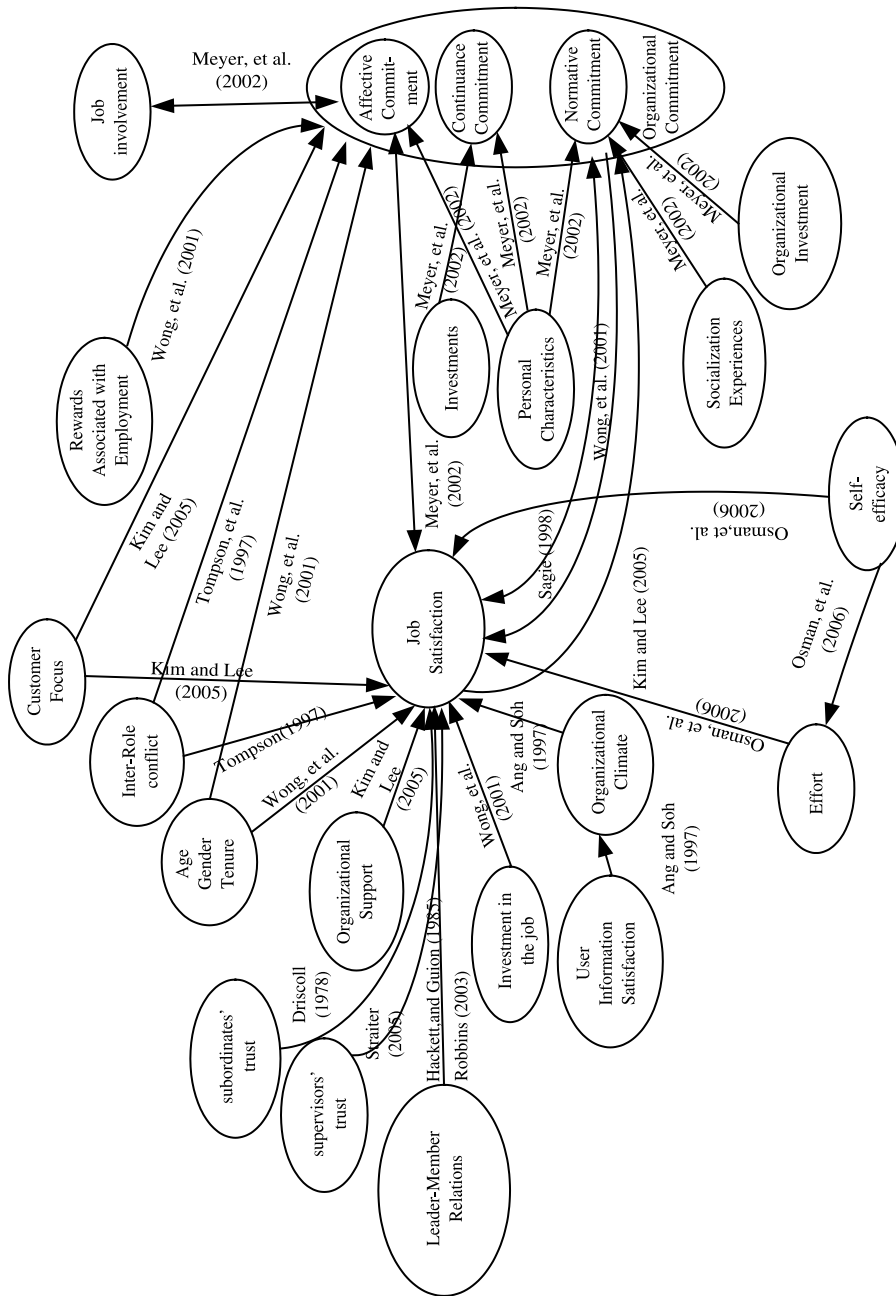 Job
involvement
Meyer, et al.
(2002)
Affective
Commit-
ment
Continuance
Commitment
Normative
Commitment
Organizational
Commitment
Rewards
Associated with
Employment
Wong, et al. (2001)
Kim and
Lee (2005)
Tompson, et al.
(1997)
Wong, et al.
(2001)
Meyer, et al.
(2002)
Investments
Meyer, et al.
(2002)
Personal
Characteristics
Meyer, et al. (2002)
Meyer, et al.
(2002)
Meyer, et al.
(2002)
Wong, et al. (2001)
Socialization
Experiences
Meyer, et al.
(2002)
Organizational
Investment
Meyer, et al.
(2002)
Customer
Focus
Kim and Lee
(2005)
Inter-Role
conflict
Tompson(1997)
Age
Gender
Tenure
Wong, et al.
(2001)
Organizational
Support
Kim and
Lee
(2005)
Job
Satisfaction
Sagie (1998)
Kim and Lee (2005)
Osman,et al.
(2006)
Self-
efficacy
Osman, et al.
(2006)
Osman, et al.
(2006)
Effort
Ang and Soh
(1997)
Organizational
Climate
Ang and Soh
(1997)
User
Information
Satisfaction
Wong, et al.
(2001)
Investment in
the job
subordinates’
trust
Driscoll
(1978)
supervisors’
trust
Straiter
(2005)
Leader-Member
Relations
Hackett,and Guion (1985)
Robbins (2003)